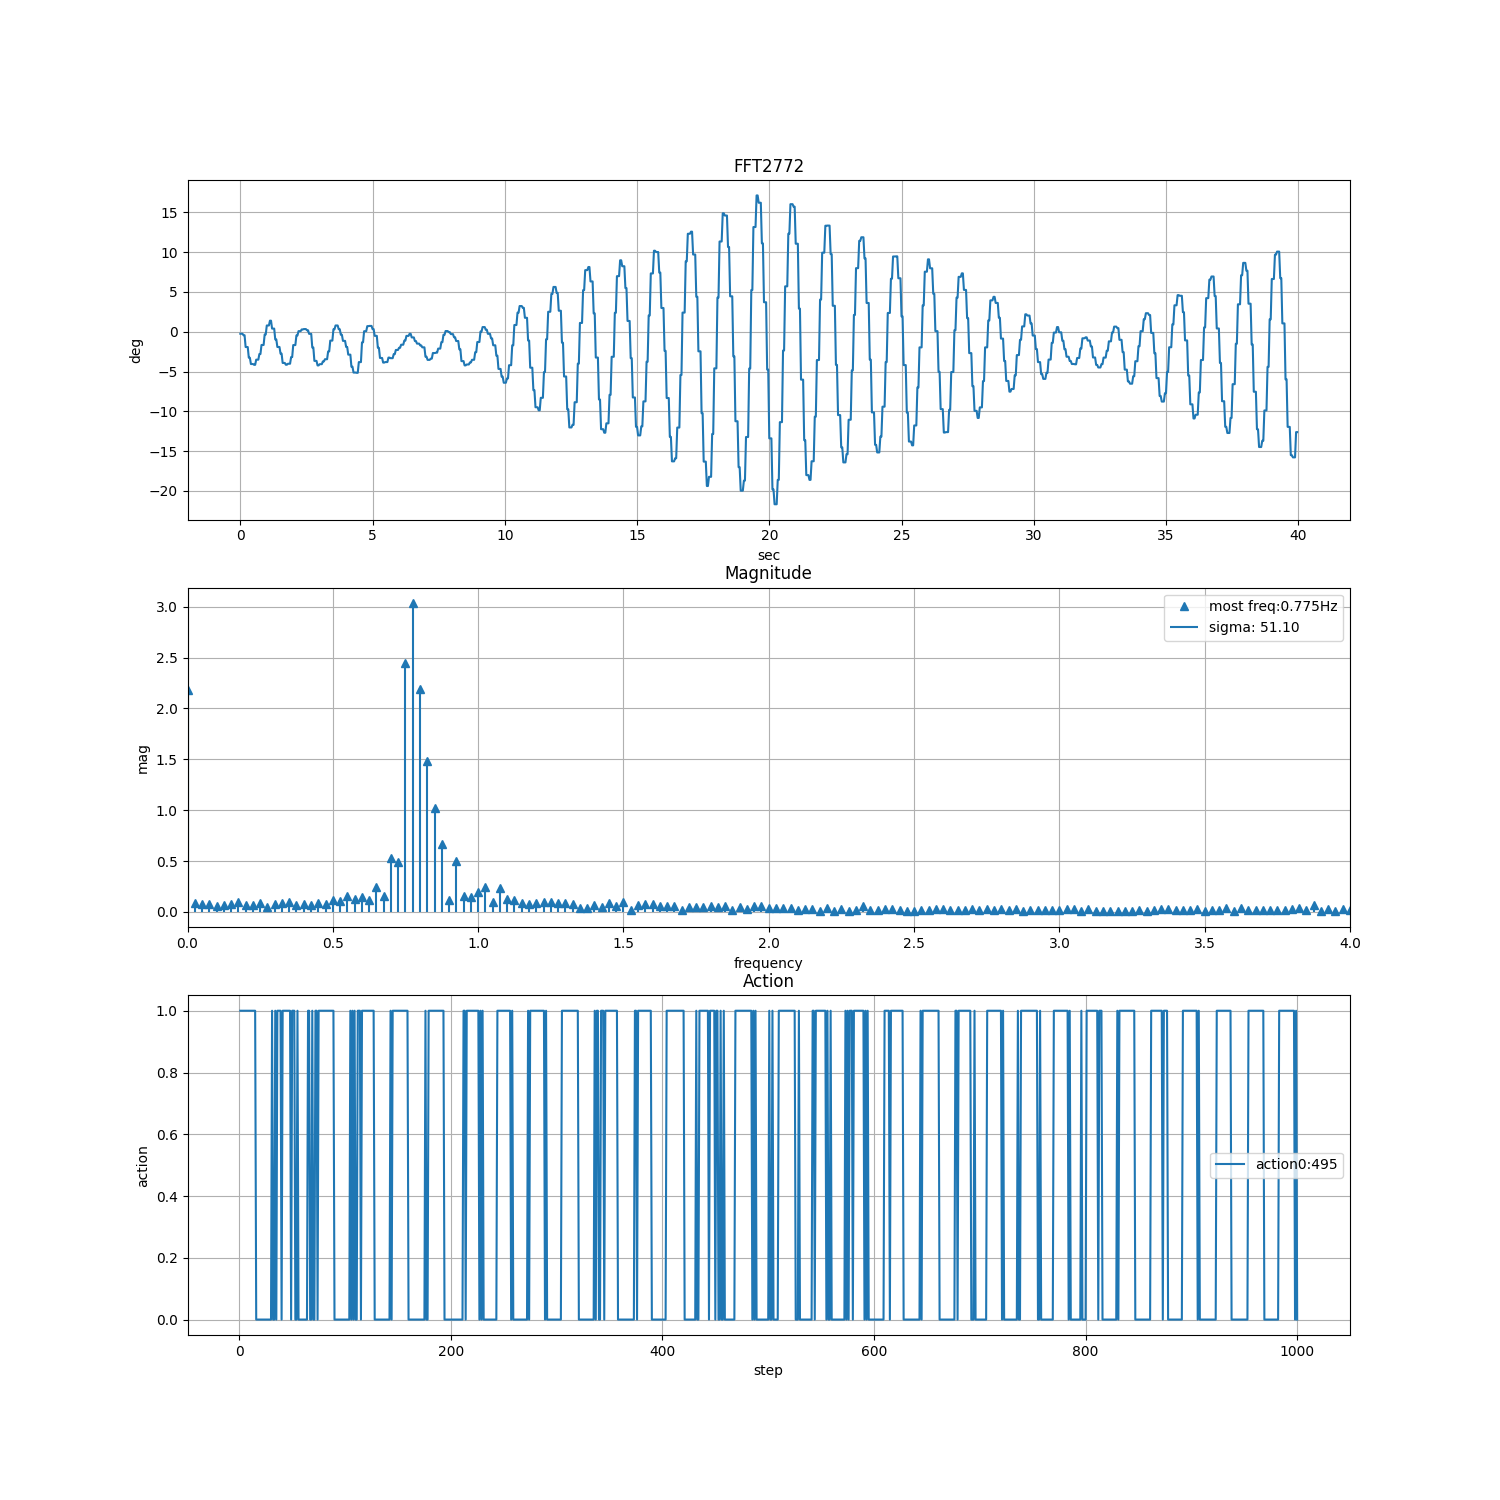 FFT2772
15
10
5
0
−5
−10
−15
−20
deg
0 5 10 15 20 25 30 35 40
sec
Magnitude
3.0
2.5
2.0
1.5
1.0
0.5
0.0
mag
most freq:0.775Hz
sigma: 51.10
0.0 0.5 1.0 1.5 2.0 2.5 3.0 3.5 4.0
frequency
Action
1.0
0.8
0.6
0.4
0.2
0.0
action
action0:495
0 200 400 600 800 1000
step